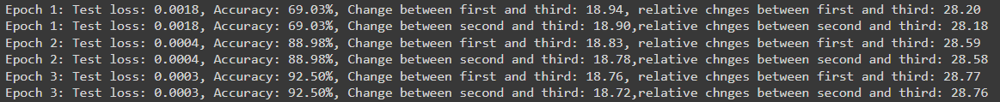 Epoch 1: Test loss: 0.0018, Accuracy: 69.03%, Change between first and third: 18.94, relative chnges between first and third: 28.20
Epoch 1: Test loss: 0.0018, Accuracy: 69.03%, Change between second and third: 18.90,relative chnges between second and third: 28.18
Epoch 2: Test loss: 0.0004, Accuracy: 88.98%, Change between first and third: 18.83, relative chnges between first and third: 28.59
Epoch 2: Test loss: 0.0004, Accuracy: 88.98%, Change between second and third: 18.78,relative chnges between second and third: 28.58
Epoch 3: Test loss: 0.0003, Accuracy: 92.50%, Change between first and third: 18.76, relative chnges between first and third: 28.77
Epoch 3: Test loss: 0.0003, Accuracy: 92.50%, Change between second and third: 18.72,relative chnges between second and third: 28.76